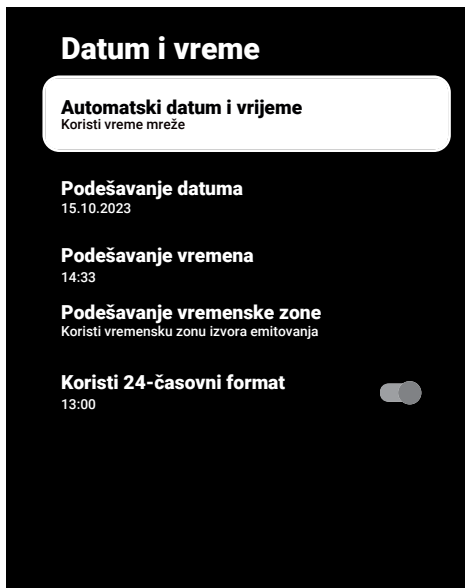 Datum i vreme
Automatski datum i vrijeme
Koristi vreme mreže
Podešavanje datuma
15.10.2023
Podešavanje vremena
14:33
Podešavanje vremenske zone
Koristi vremensku zonu izvora emitovanja
Koristi 24-časovni format
13:00